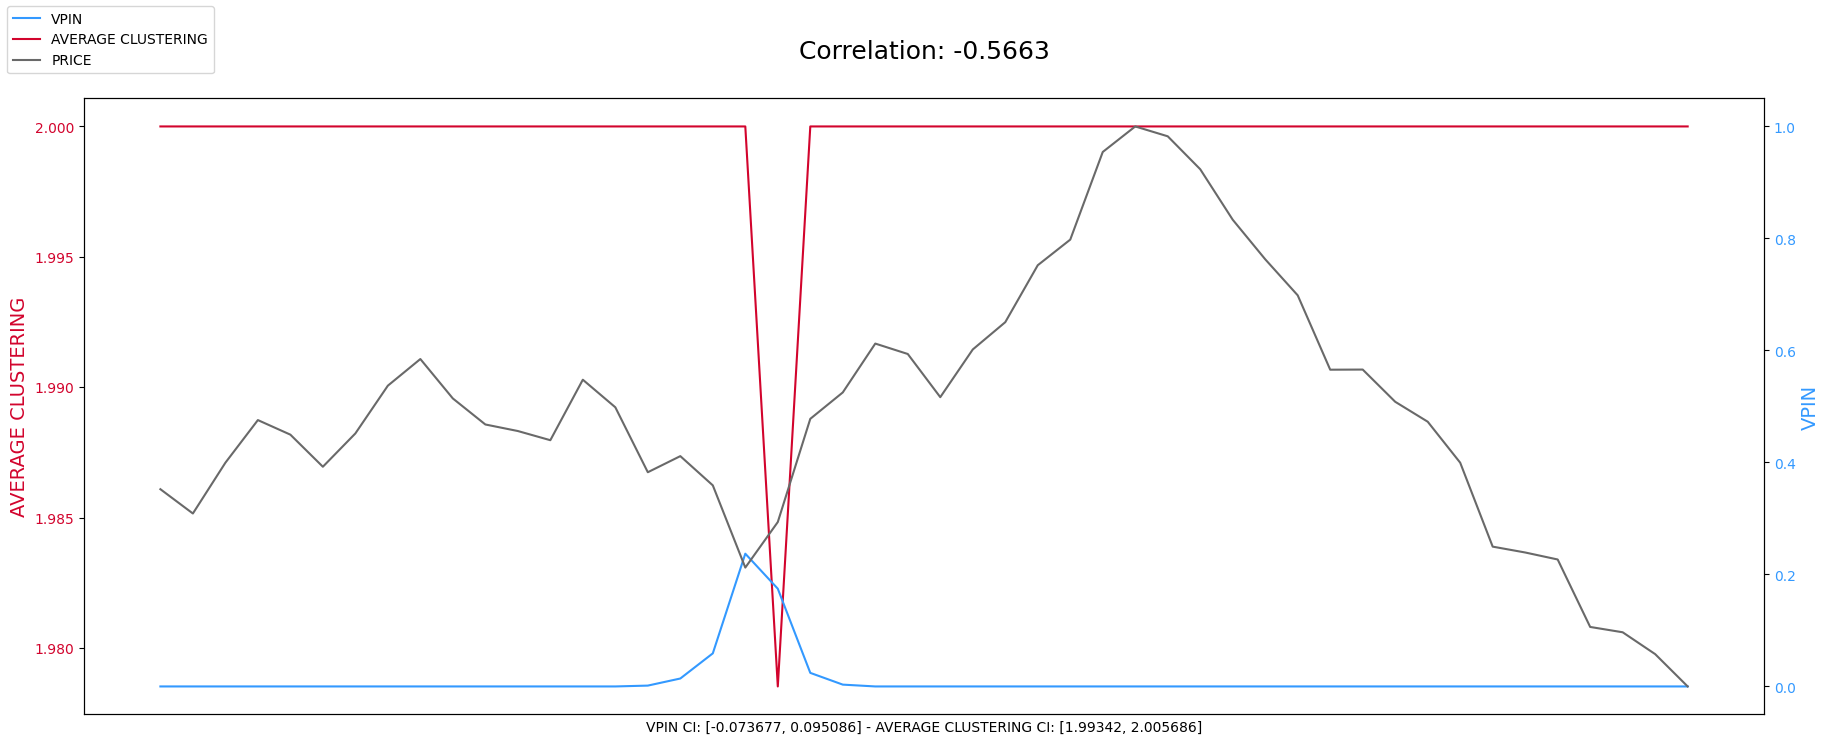 VPIN
AVERAGE CLUSTERING
PRICE
Correlation: -0.5663
AVERAGE CLUSTERING
2.000
1.995
1.990
1.985
1.980
1.0
0.8
0.6
0.4
0.2
0.0
VPIN
VPIN CI: [-0.073677, 0.095086] - AVERAGE CLUSTERING CI: [1.99342, 2.005686]